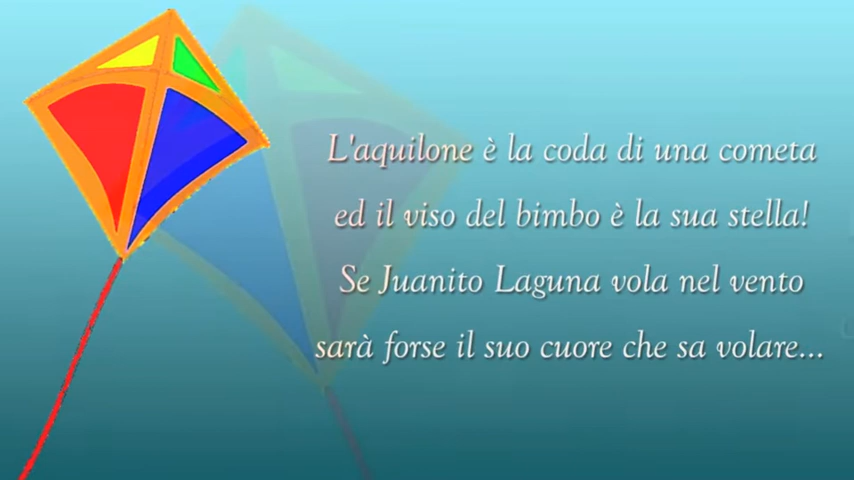 L'aquilone è la coda di una cometa
ed il viso del bimbo è la sua stella!
Se Juanito Laguna vola nel vento
sarà forse il suo cuore che sa volare...